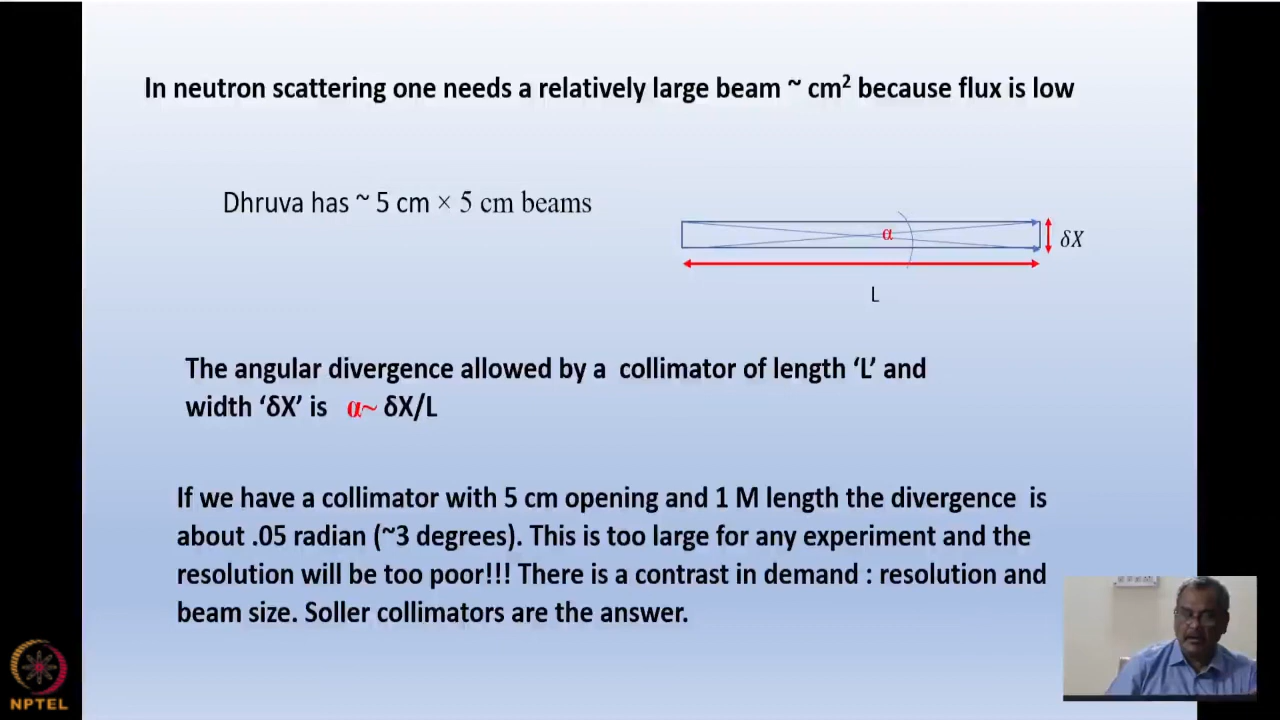 In neutron scattering one needs a relatively large beam ~ cm² because flux is low
Dhruva has ~ 5 cm × 5 cm beams
α
δX
L
The angular divergence allowed by a collimator of length ‘L’ and
width ‘δX’ is α~ δX/L
If we have a collimator with 5 cm opening and 1 M length the divergence is
about .05 radian (~3 degrees). This is too large for any experiment and the
resolution will be too poor!!! There is a contrast in demand : resolution and
beam size. Soller collimators are the answer.
NPTEL